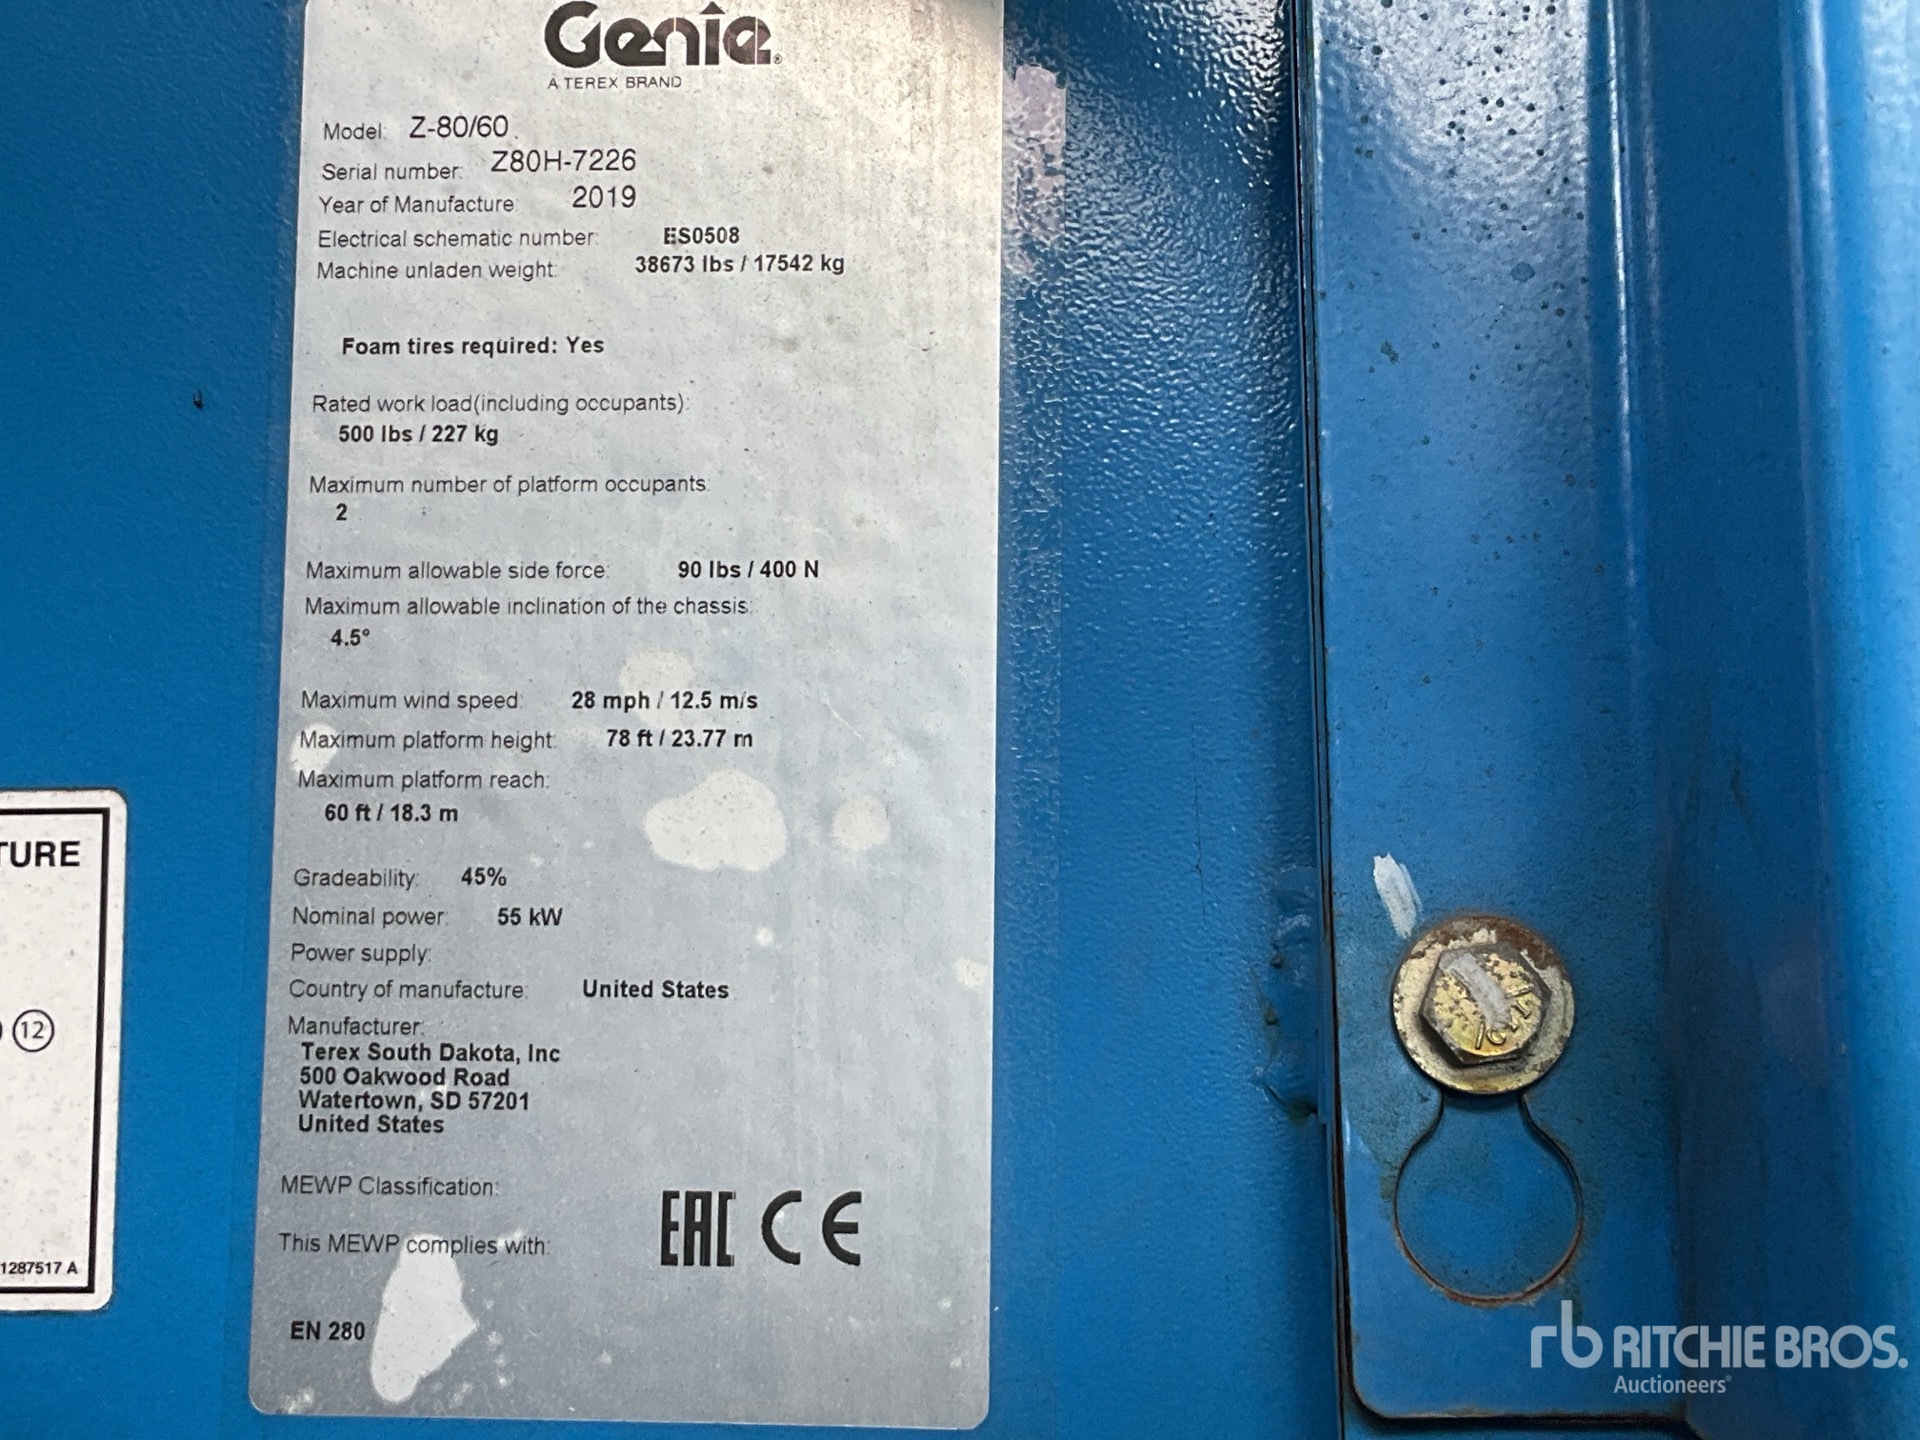 Genie®
A TEREX BRAND
Model: Z-80/60
Serial number: Z80H-7226
Year of Manufacture: 2019
Electrical schematic number: ES0508
Machine unladen weight: 38673 lbs / 17542 kg
Foam tires required: Yes
Rated work load(including occupants):
500 lbs / 227 kg
Maximum number of platform occupants:
2
Maximum allowable side force: 90 lbs / 400 N
Maximum allowable inclination of the chassis:
4.5°
Maximum wind speed: 28 mph / 12.5 m/s
Maximum platform height: 78 ft / 23.77 m
Maximum platform reach:
60 ft / 18.3 m
Gradeability: 45%
Nominal power: 55 kW
Power supply:
Country of manufacture: United States
Manufacturer:
Terex South Dakota, Inc
500 Oakwood Road
Watertown, SD 57201
United States
MEWP Classification:
This MEWP complies with: EAC CE
EN 280
TURE
12
1287517 A
rb RITCHIE BROS.
Auctioneers®